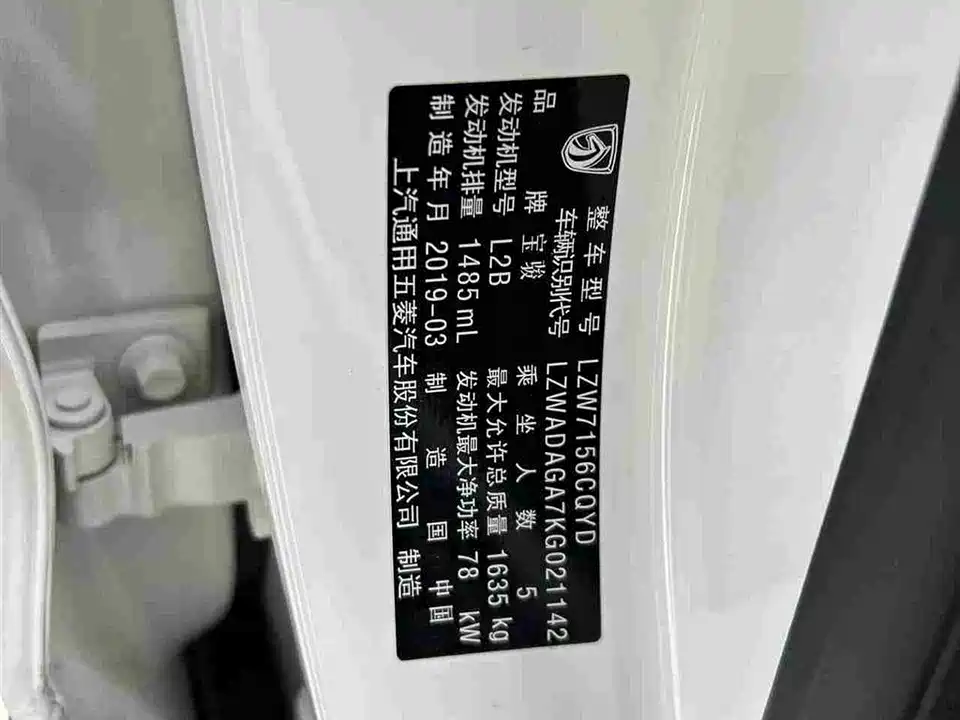 整车型号 LZW7156CQYD
车辆识别代号 LZWADAGA7KG021142
品牌 宝骏 乘坐人数 5
发动机型号 L2B 最大允许总质量 1635 kg
发动机排量 1485 mL 发动机最大净功率 78 kW
制造年月 2019-03 制造国 中国
上汽通用五菱汽车股份有限公司 制造